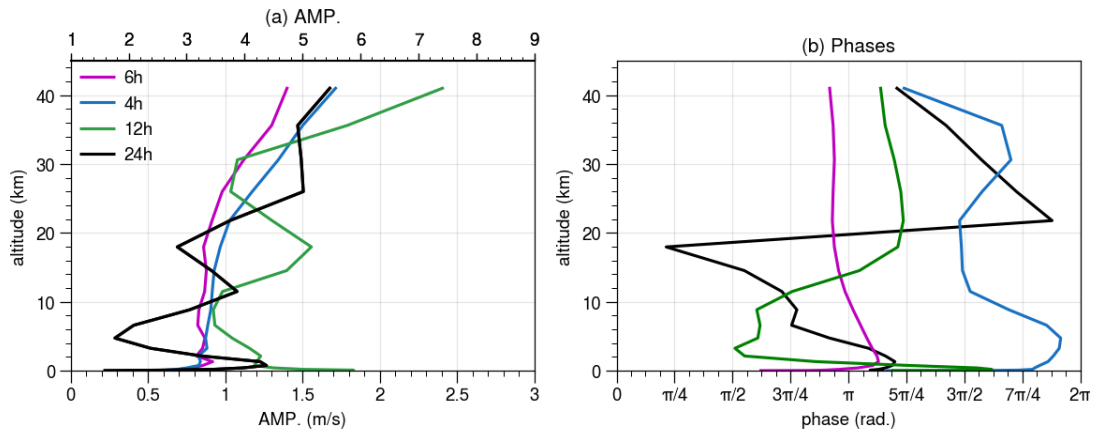 (a) AMP.
1 2 3 4 5 6 7 8 9
6h
4h
12h
24h
40
30
20
10
0
altitude (km)
0 0.5 1 1.5 2 2.5 3
AMP. (m/s)
(b) Phases
40
30
20
10
0
altitude (km)
0 π/4 π/2 3π/4 π 5π/4 3π/2 7π/4 2π
phase (rad.)